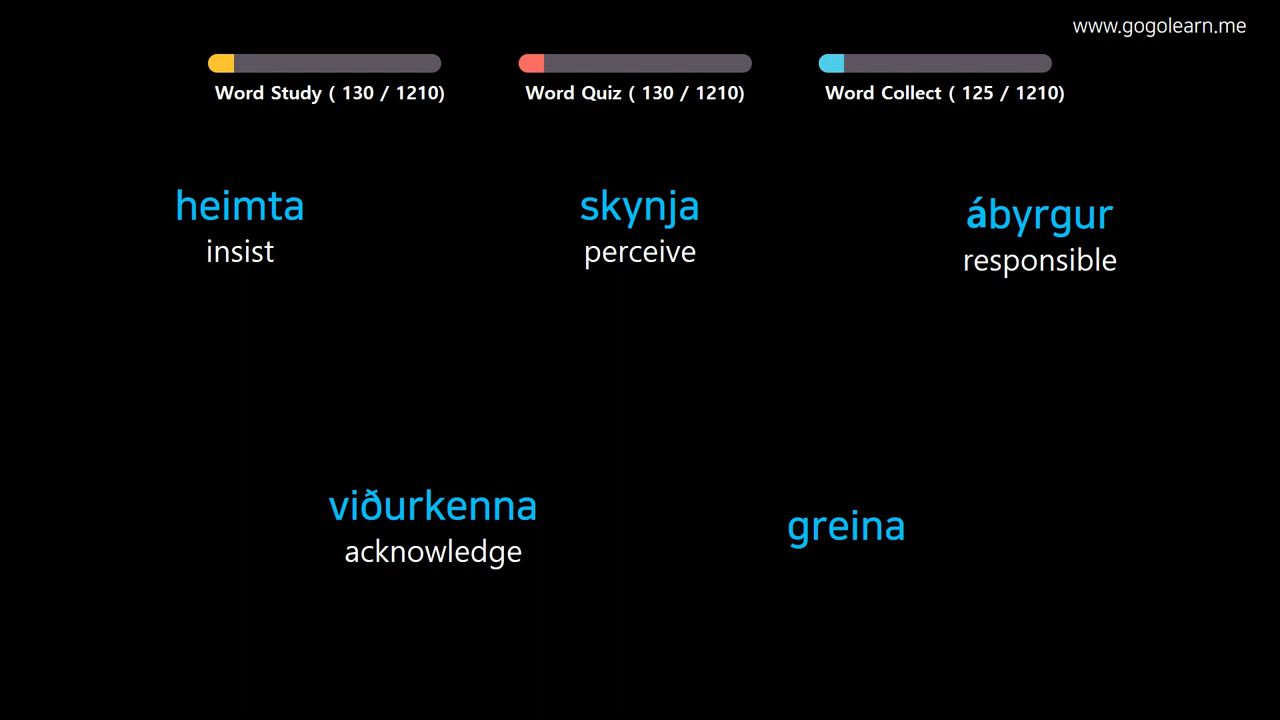 www.gogolearn.me
Word Study ( 130 / 1210)
Word Quiz ( 130 / 1210)
Word Collect ( 125 / 1210)
heimta
insist
skynja
perceive
ábyrgur
responsible
viðurkenna
acknowledge
greina